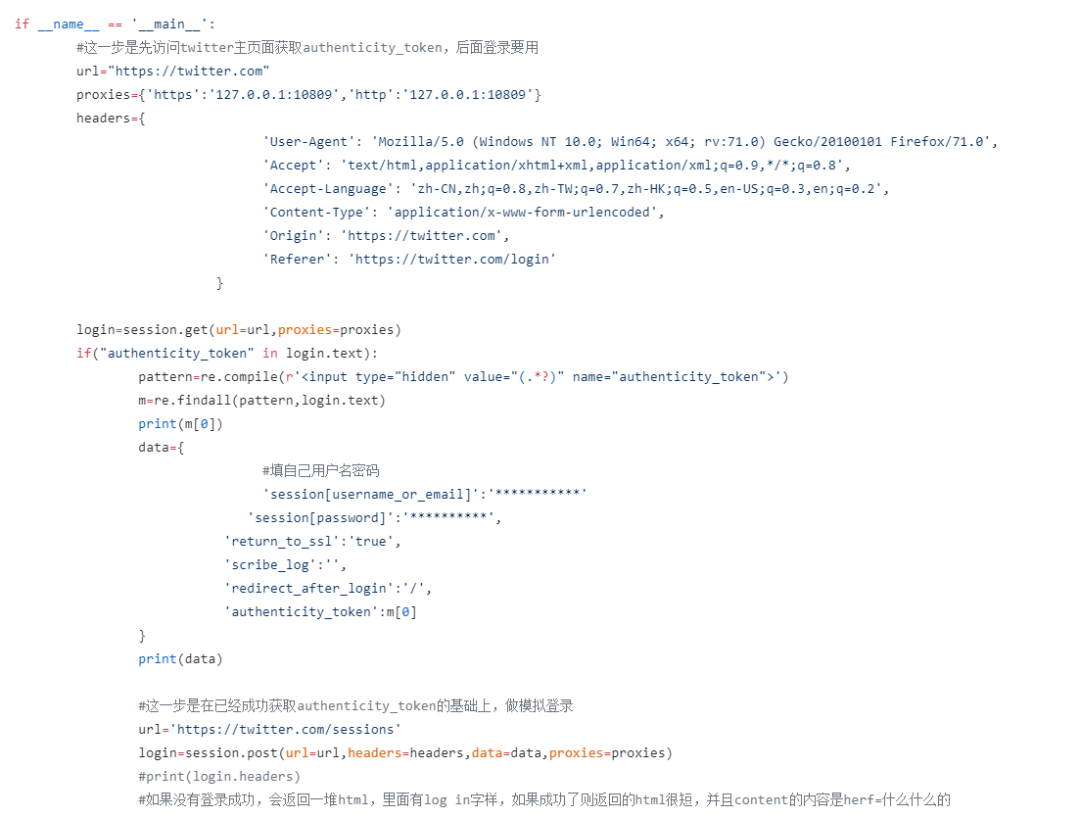 if __name__ == '__main__':
#这一步是先访问twitter主页面获取authenticity_token，后面登录要用
url="https://twitter.com"
proxies={'https':'127.0.0.1:10809','http':'127.0.0.1:10809'}
headers={
'User-Agent': 'Mozilla/5.0 (Windows NT 10.0; Win64; x64; rv:71.0) Gecko/20100101 Firefox/71.0',
'Accept': 'text/html,application/xhtml+xml,application/xml;q=0.9,*/*;q=0.8',
'Accept-Language': 'zh-CN,zh;q=0.8,zh-TW;q=0.7,zh-HK;q=0.5,en-US;q=0.3,en;q=0.2',
'Content-Type': 'application/x-www-form-urlencoded',
'Origin': 'https://twitter.com',
'Referer': 'https://twitter.com/login'
}
login=session.get(url=url,proxies=proxies)
if("authenticity_token" in login.text):
pattern=re.compile(r'<input type="hidden" value="(.*?)" name="authenticity_token">')
m=re.findall(pattern,login.text)
print(m[0])
data={
#填自己用户名密码
'session[username_or_email]':'***********'
'session[password]':'**********',
'return_to_ssl':'true',
'scribe_log':'',
'redirect_after_login':'/',
'authenticity_token':m[0]
}
print(data)
#这一步是在已经成功获取authenticity_token的基础上，做模拟登录
url='https://twitter.com/sessions'
login=session.post(url=url,headers=headers,data=data,proxies=proxies)
#print(login.headers)
#如果没有登录成功，会返回一堆html，里面有log in字样，如果成功了则返回的html很短，并且content的内容是herf=什么什么的